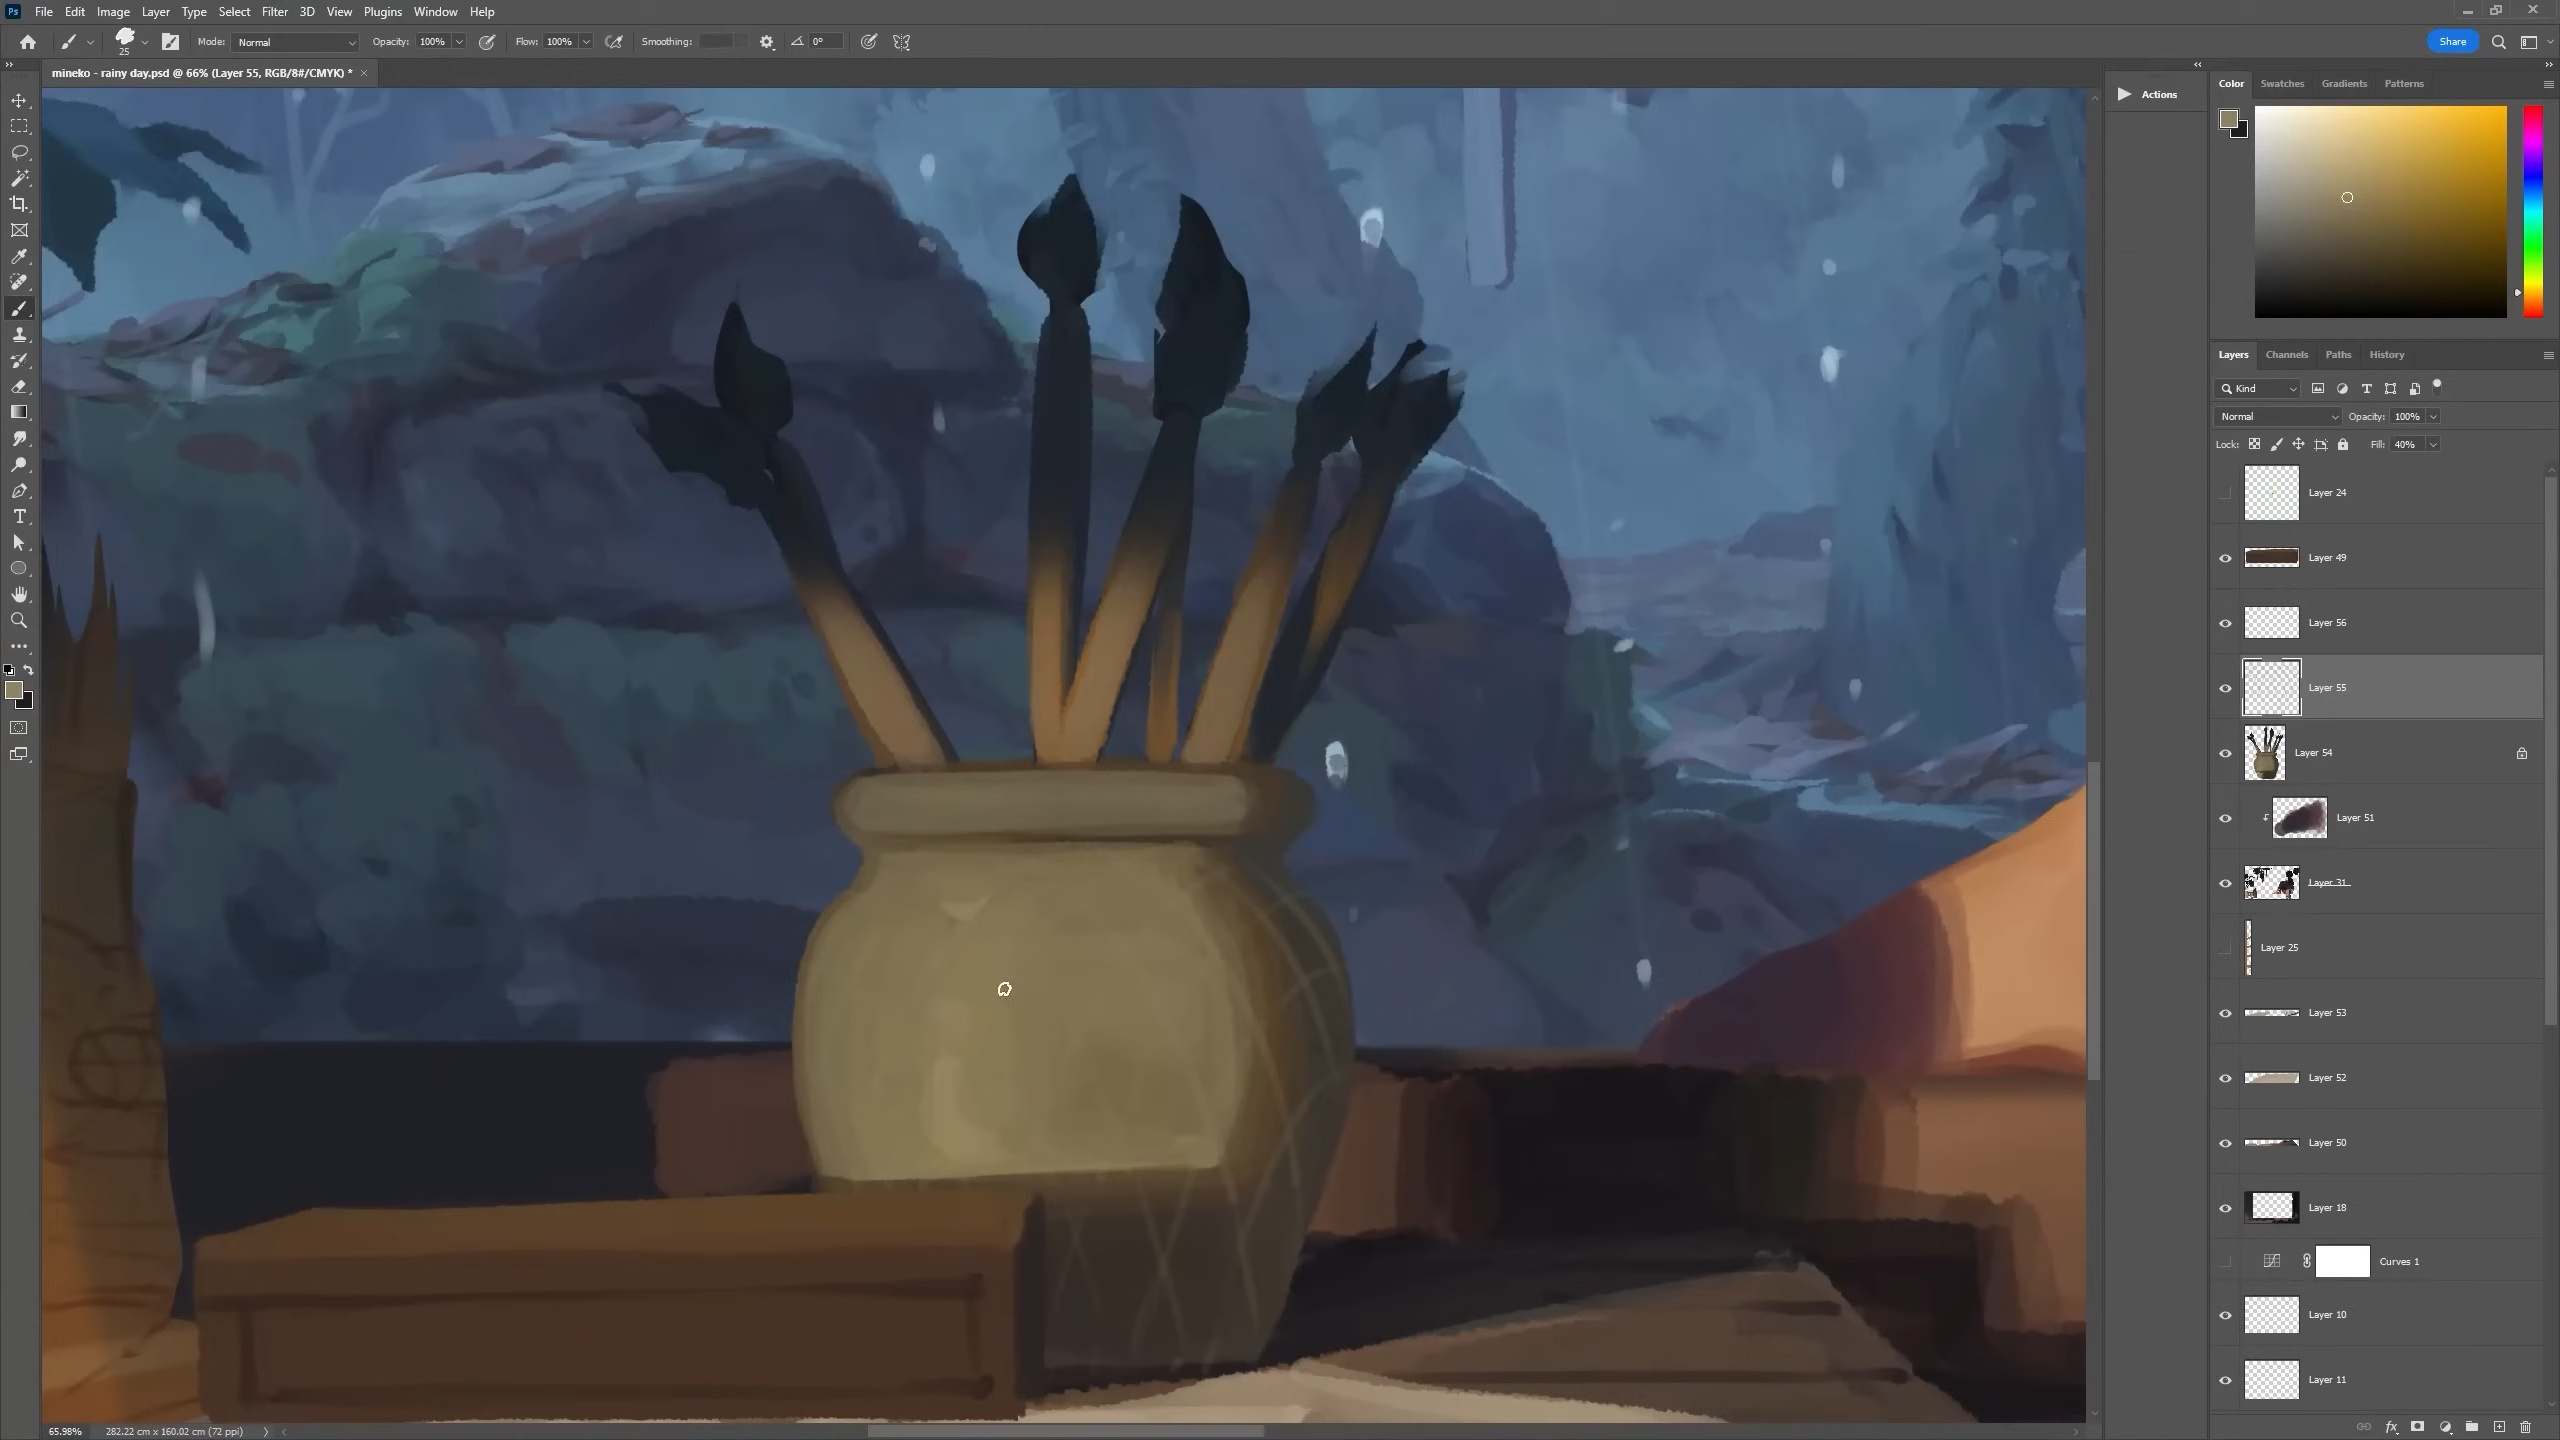 Ps File Edit Image Layer Type Select Filter 3D View Plugins Window Help
25 Mode: Normal Opacity: 100% Flow: 100% Smoothing: 0° Share
mineko - rainy day.psd @ 66% (Layer 55, RGB/8#/CMYK) * ×
Actions
Color Swatches Gradients Patterns
Layers Channels Paths History
Kind
Normal Opacity: 100%
Lock: Fill: 40%
Layer 24
Layer 49
Layer 56
Layer 55
Layer 54
Layer 51
Layer 31
Layer 25
Layer 53
Layer 52
Layer 50
Layer 18
Curves 1
Layer 10
Layer 11
65.98% 282.22 cm x 160.02 cm (72 ppi)